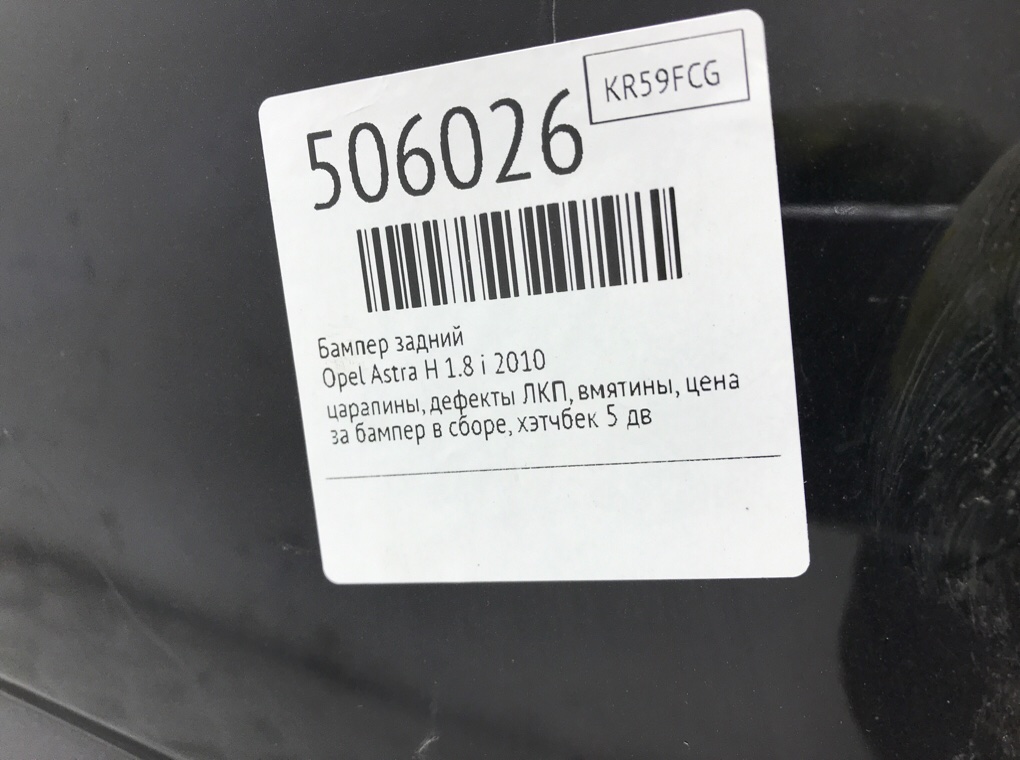 KR59FCG
506026
Бампер задний
Opel Astra H 1.8 i 2010
царапины, дефекты ЛКП, вмятины, цена
за бампер в сборе, хэтчбек 5 дв